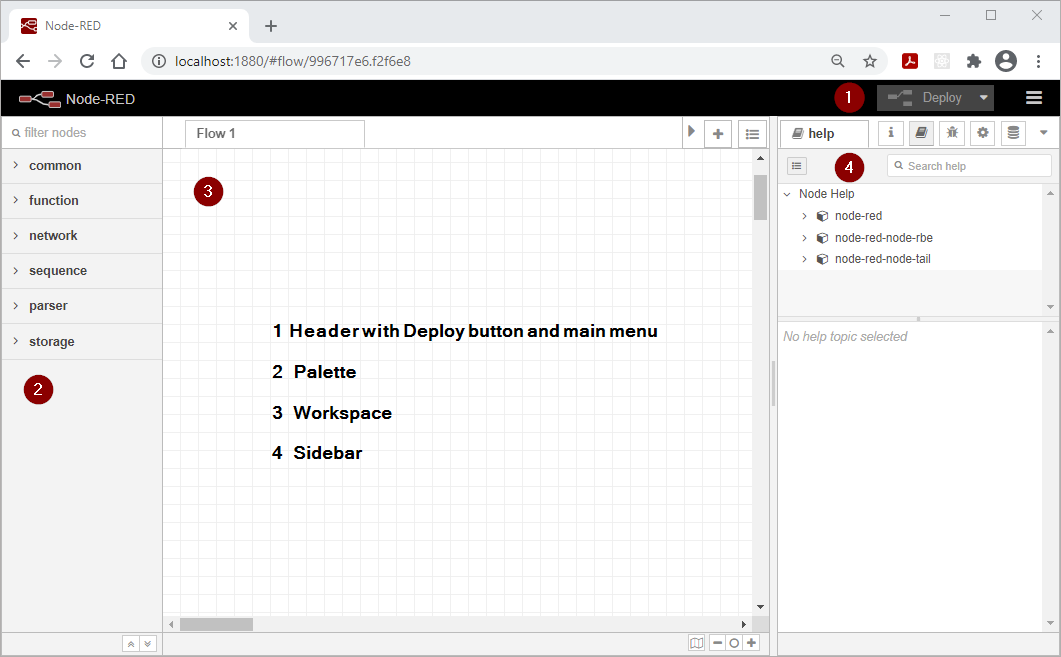 Node-RED
localhost:1880/#flow/996717e6.f2f6e8
Node-RED
1
Deploy
filter nodes
Flow 1
help
common
function
network
sequence
parser
storage
2
3
1 Header with Deploy button and main menu
2 Palette
3 Workspace
4 Sidebar
4
Search help
Node Help
node-red
node-red-node-rbe
node-red-node-tail
No help topic selected